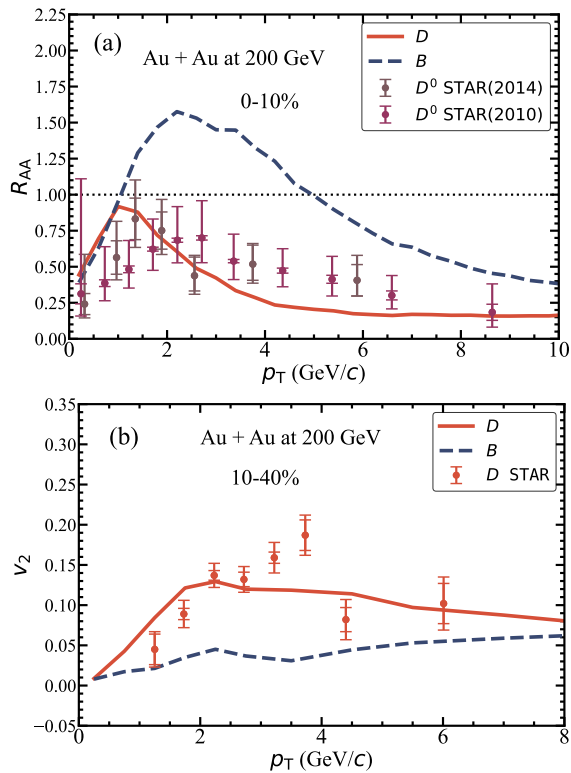 (a)
Au + Au at 200 GeV
0-10%
D
B
D⁰ STAR(2014)
D⁰ STAR(2010)
R_AA
2.25
2.00
1.75
1.50
1.25
1.00
0.75
0.50
0.25
0.00
0 2 4 6 8 10
p_T (GeV/c)
(b)
Au + Au at 200 GeV
10-40%
D
B
D STAR
v₂
0.35
0.30
0.25
0.20
0.15
0.10
0.05
0.00
−0.05
0 2 4 6 8
p_T (GeV/c)